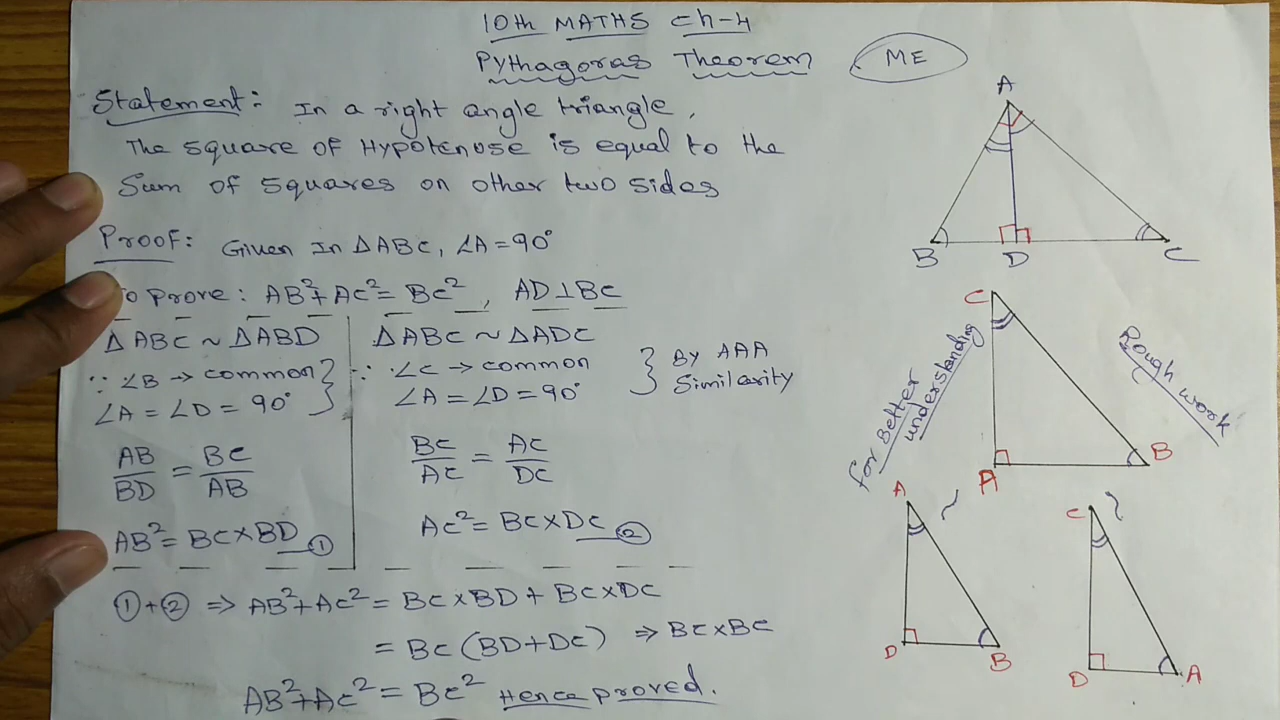 10th MATHS Ch-4
Pythagoras Theorem
ME
Statement: In a right angle triangle,
The square of Hypotenuse is equal to the
Sum of squares on other two sides
Proof: Given In ΔABC, ∠A = 90°
To prove: AB²+AC² = BC², AD⊥BC
ΔABC ~ ΔABD
∵ ∠B → common
∠A = ∠D = 90°
AB/BD = BC/AB
AB² = BC×BD ①
ΔABC ~ ΔADC
∵ ∠C → common
∠A = ∠D = 90°
} By AAA
Similarity
BC/AC = AC/DC
AC² = BC×DC ②
①+② ⇒ AB²+AC² = BC×BD + BC×DC
= BC (BD+DC) ⇒ BC×BC
AB²+AC² = BC² Hence proved.
A
B
D
C
C
A
B
for Better
understanding
Rough work
A
D
B
~
C
D
A
~